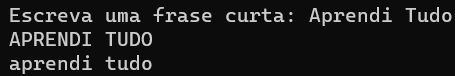 Escreva uma frase curta: Aprendi Tudo
APRENDI TUDO
aprendi tudo